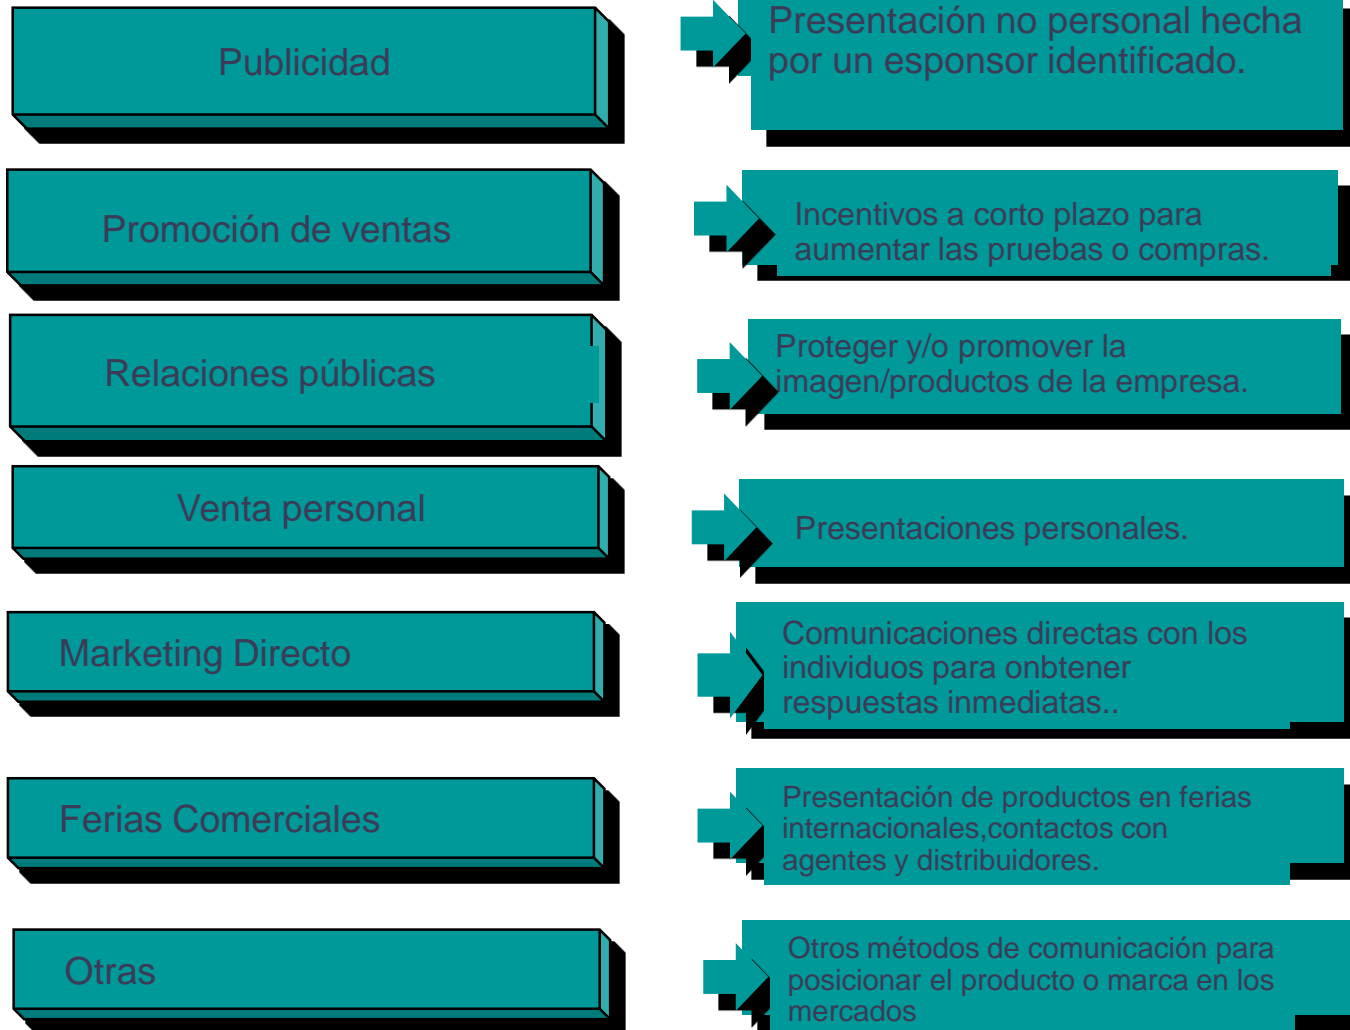 Publicidad
Presentación no personal hecha
por un esponsor identificado.
Promoción de ventas
Incentivos a corto plazo para
aumentar las pruebas o compras.
Relaciones públicas
Proteger y/o promover la
imagen/productos de la empresa.
Venta personal
Presentaciones personales.
Marketing Directo
Comunicaciones directas con los
individuos para onbtener
respuestas inmediatas..
Ferias Comerciales
Presentación de productos en ferias
internacionales,contactos con
agentes y distribuidores.
Otras
Otros métodos de comunicación para
posicionar el producto o marca en los
mercados